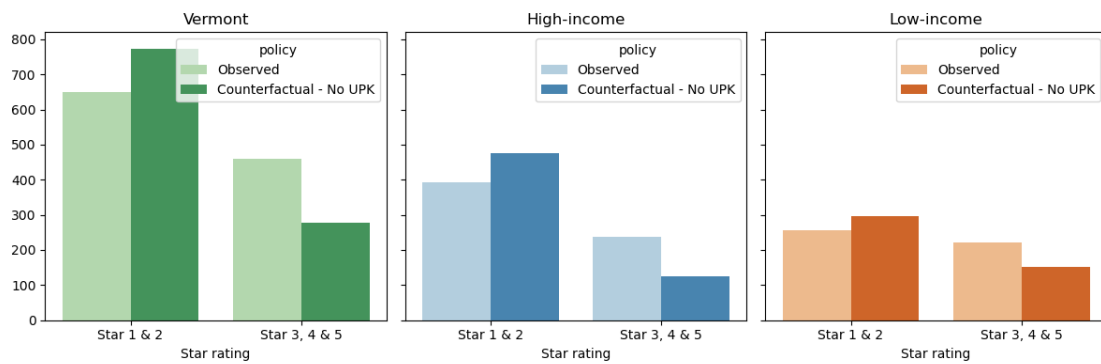 Vermont
800
700
600
500
400
300
200
100
0
policy
Observed
Counterfactual - No UPK
Star 1 & 2
Star 3, 4 & 5
Star rating
High-income
policy
Observed
Counterfactual - No UPK
Star 1 & 2
Star 3, 4 & 5
Star rating
Low-income
policy
Observed
Counterfactual - No UPK
Star 1 & 2
Star 3, 4 & 5
Star rating